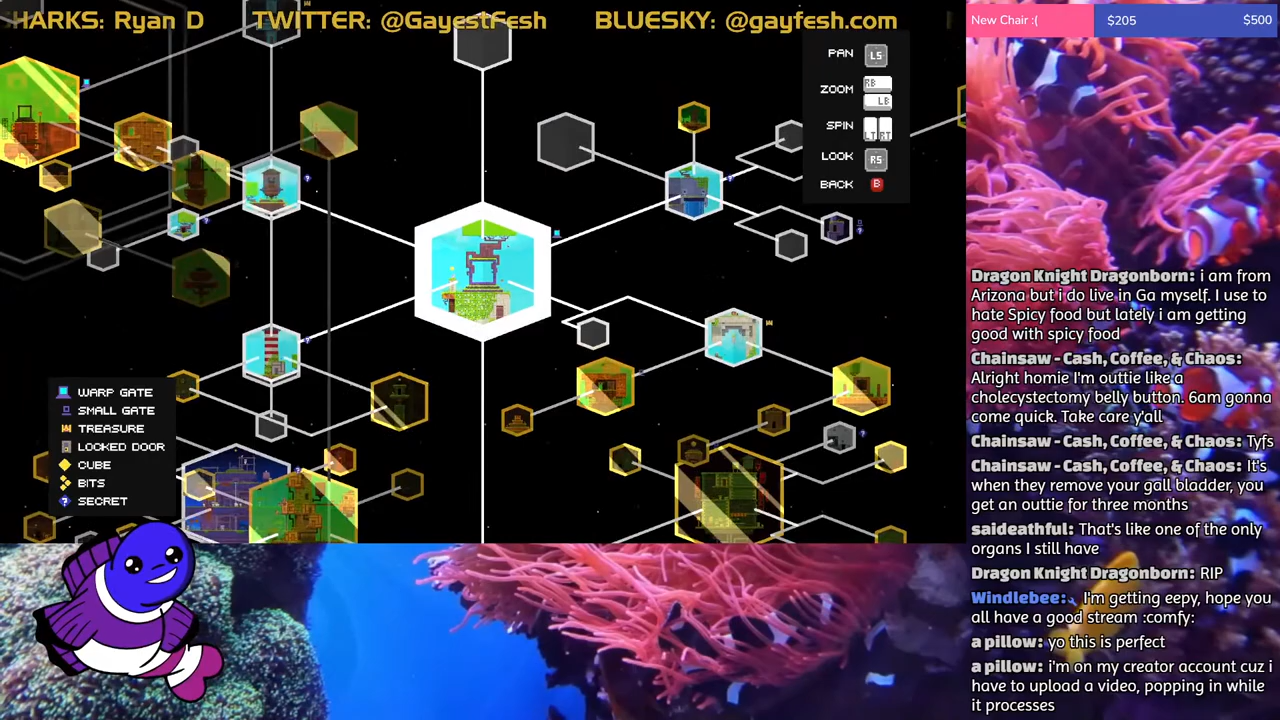 HARKS: Ryan D TWITTER: @GayestFesh BLUESKY: @gayfesh.com
New Chair :( $205 $500
PAN LS
ZOOM RB LB
SPIN LT RT
LOOK RS
BACK B
WARP GATE
SMALL GATE
TREASURE
LOCKED DOOR
CUBE
BITS
SECRET
Dragon Knight Dragonborn: i am from
Arizona but i do live in Ga myself. I use to
hate Spicy food but lately i am getting
good with spicy food
Chainsaw - Cash, Coffee, & Chaos:
Alright homie I'm outtie like a
cholecystectomy belly button. 6am gonna
come quick. Take care y'all
Chainsaw - Cash, Coffee, & Chaos: Tyfs
Chainsaw - Cash, Coffee, & Chaos: It's
when they remove your gall bladder, you
get an outtie for three months
saideathful: That's like one of the only
organs I still have
Dragon Knight Dragonborn: RIP
Windlebee: I'm getting eepy, hope you
all have a good stream :comfy:
a pillow: yo this is perfect
a pillow: i'm on my creator account cuz i
have to upload a video, popping in while
it processes